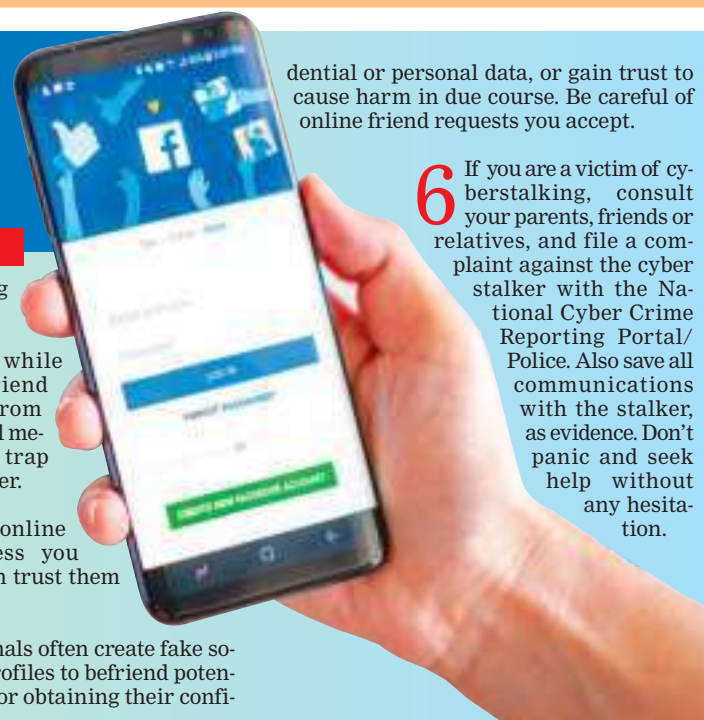 g
while
riend
rom
l me-
trap
er.
online
ess you
n trust them
nals often create fake so-
rofiles to befriend poten-
or obtaining their confi-
dential or personal data, or gain trust to
cause harm in due course. Be careful of
online friend requests you accept.
6 If you are a victim of cy-
berstalking, consult
your parents, friends or
relatives, and file a com-
plaint against the cyber
stalker with the Na-
tional Cyber Crime
Reporting Portal/
Police. Also save all
communications
with the stalker,
as evidence. Don't
panic and seek
help without
any hesita-
tion.
f
LOG IN
FORGOT PASSWORD?
CREATE NEW FACEBOOK ACCOUNT